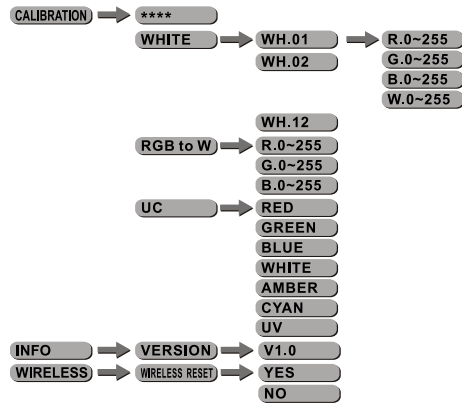 CALIBRATION ****
WHITE WH.01 R.0~255
WH.02 G.0~255
B.0~255
W.0~255
WH.12
RGB to W R.0~255
G.0~255
B.0~255
UC RED
GREEN
BLUE
WHITE
AMBER
CYAN
UV
INFO VERSION V1.0
WIRELESS WIRELESS RESET YES
NO